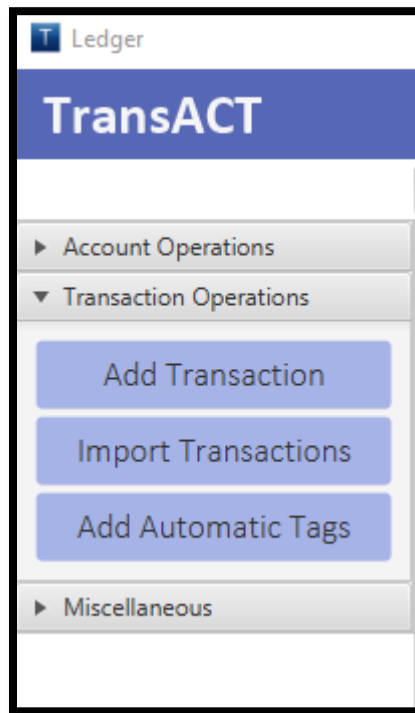 T Ledger
TransACT
Account Operations
Transaction Operations
Add Transaction
Import Transactions
Add Automatic Tags
Miscellaneous